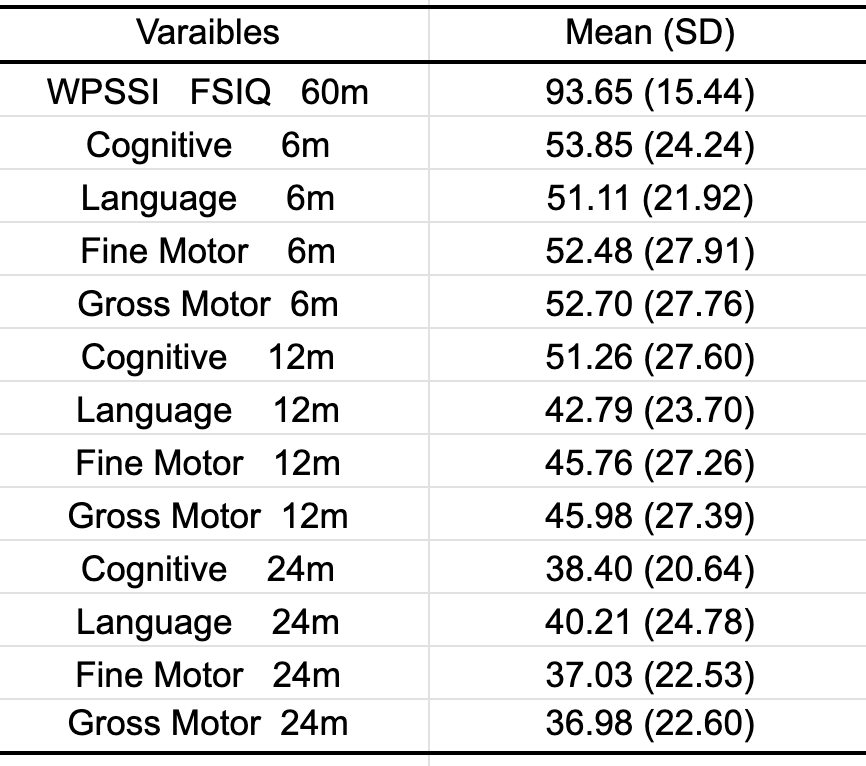 Varaibles Mean (SD)
WPSSI FSIQ 60m 93.65 (15.44)
Cognitive 6m 53.85 (24.24)
Language 6m 51.11 (21.92)
Fine Motor 6m 52.48 (27.91)
Gross Motor 6m 52.70 (27.76)
Cognitive 12m 51.26 (27.60)
Language 12m 42.79 (23.70)
Fine Motor 12m 45.76 (27.26)
Gross Motor 12m 45.98 (27.39)
Cognitive 24m 38.40 (20.64)
Language 24m 40.21 (24.78)
Fine Motor 24m 37.03 (22.53)
Gross Motor 24m 36.98 (22.60)